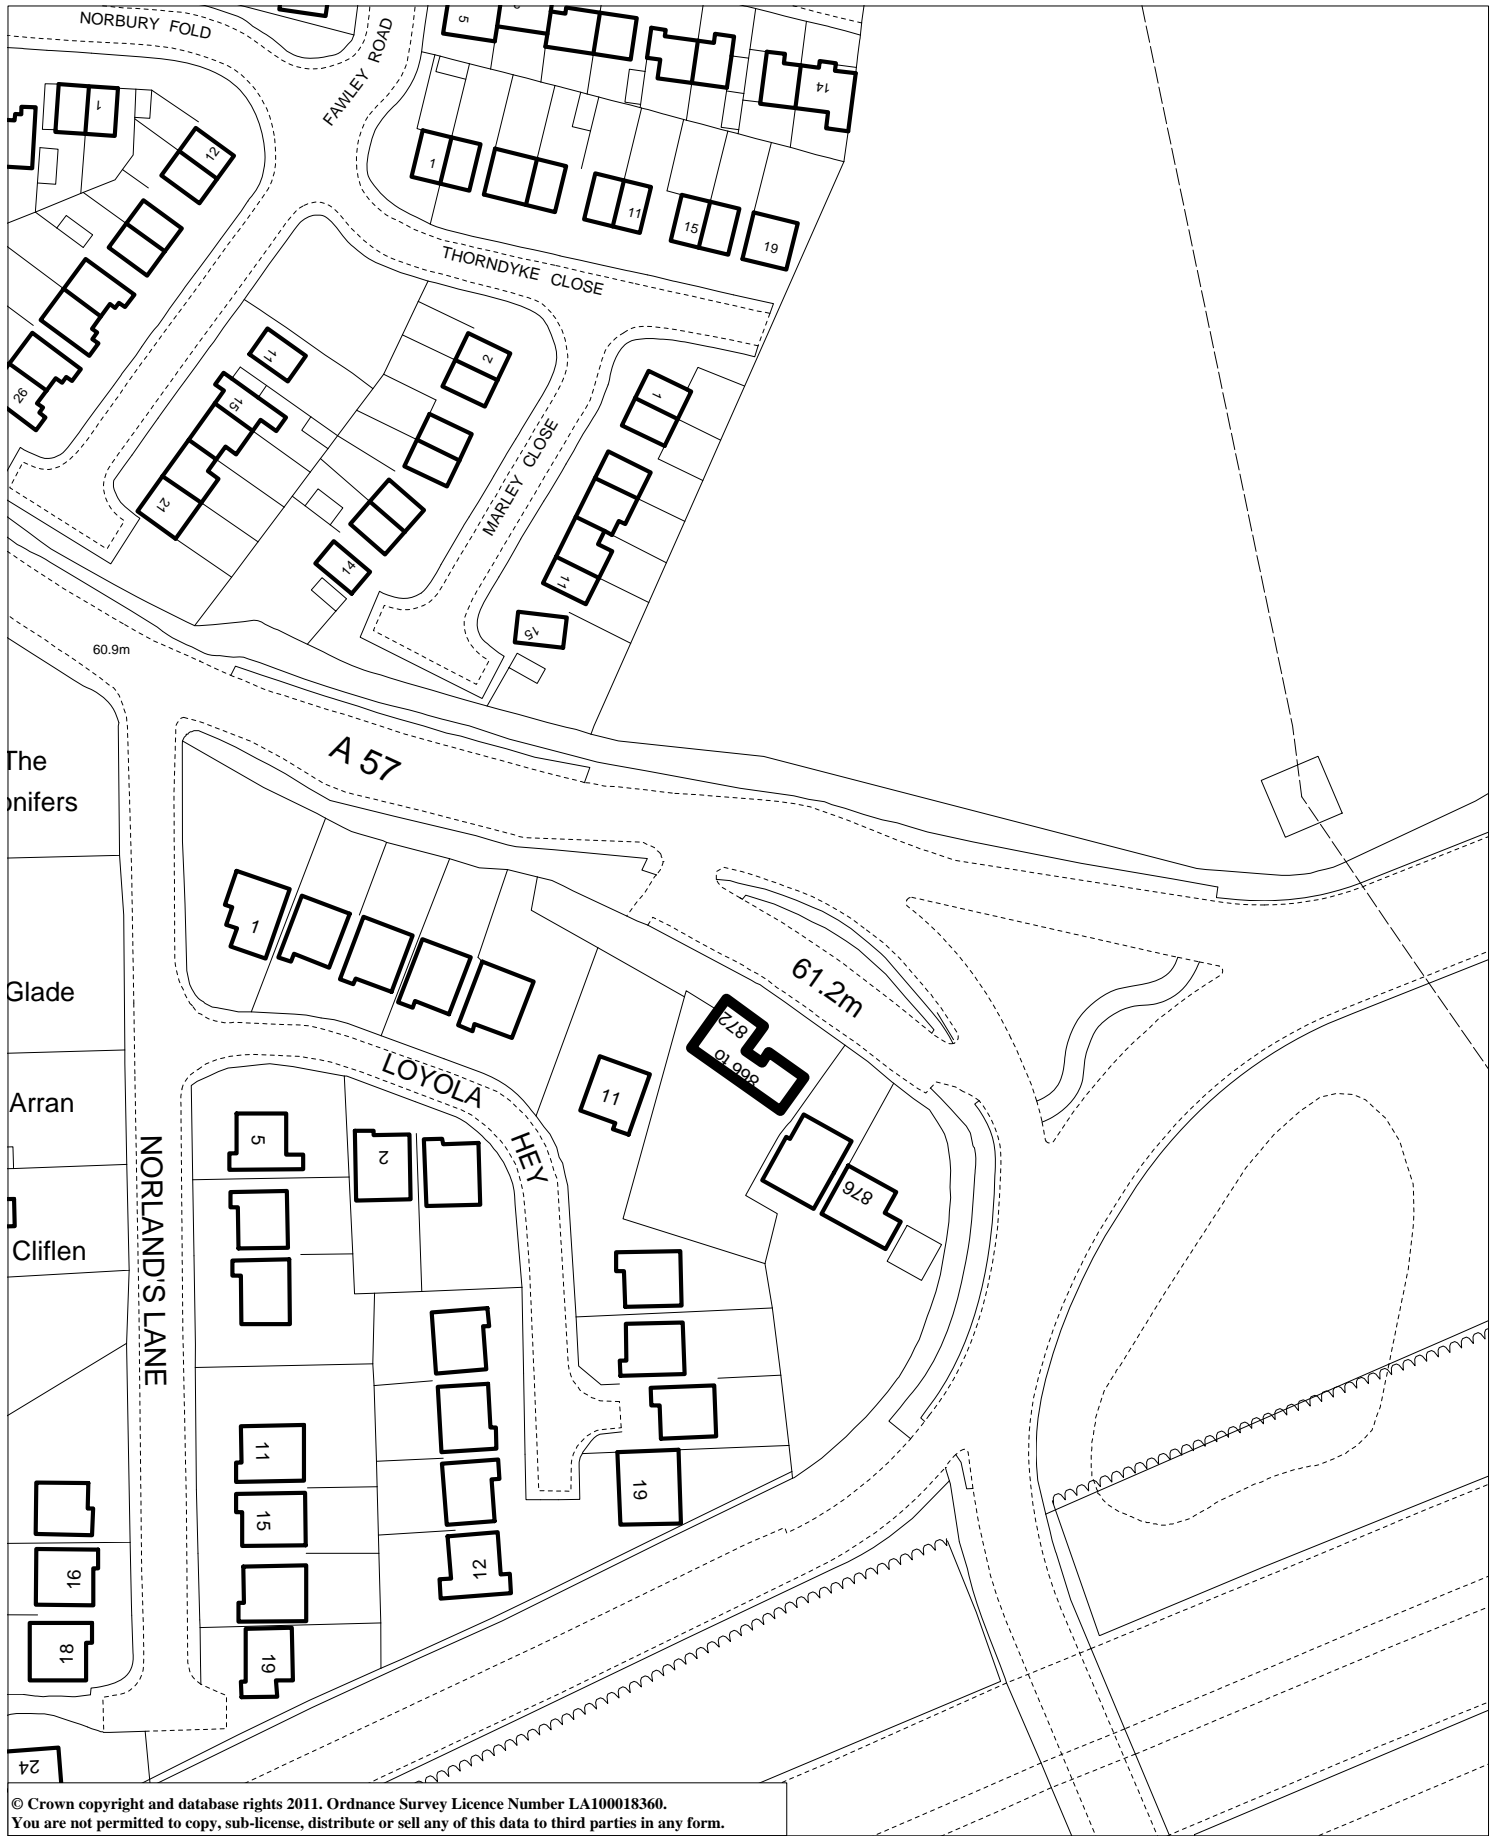 NORBURY FOLD
FAWLEY ROAD
5
14
1
12
1
11
15
19
THORNDYKE CLOSE
26
11
15
21
2
14
MARLEY CLOSE
1
11
15
60.9m
A 57
The
onifers
Glade
Arran
Cliflen
NORLAND'S LANE
1
61.2m
872
866 to
LOYOLA
HEY
11
876
5
2
11
15
19
19
12
16
18
24
© Crown copyright and database rights 2011. Ordnance Survey Licence Number LA100018360.
You are not permitted to copy, sub-license, distribute or sell any of this data to third parties in any form.